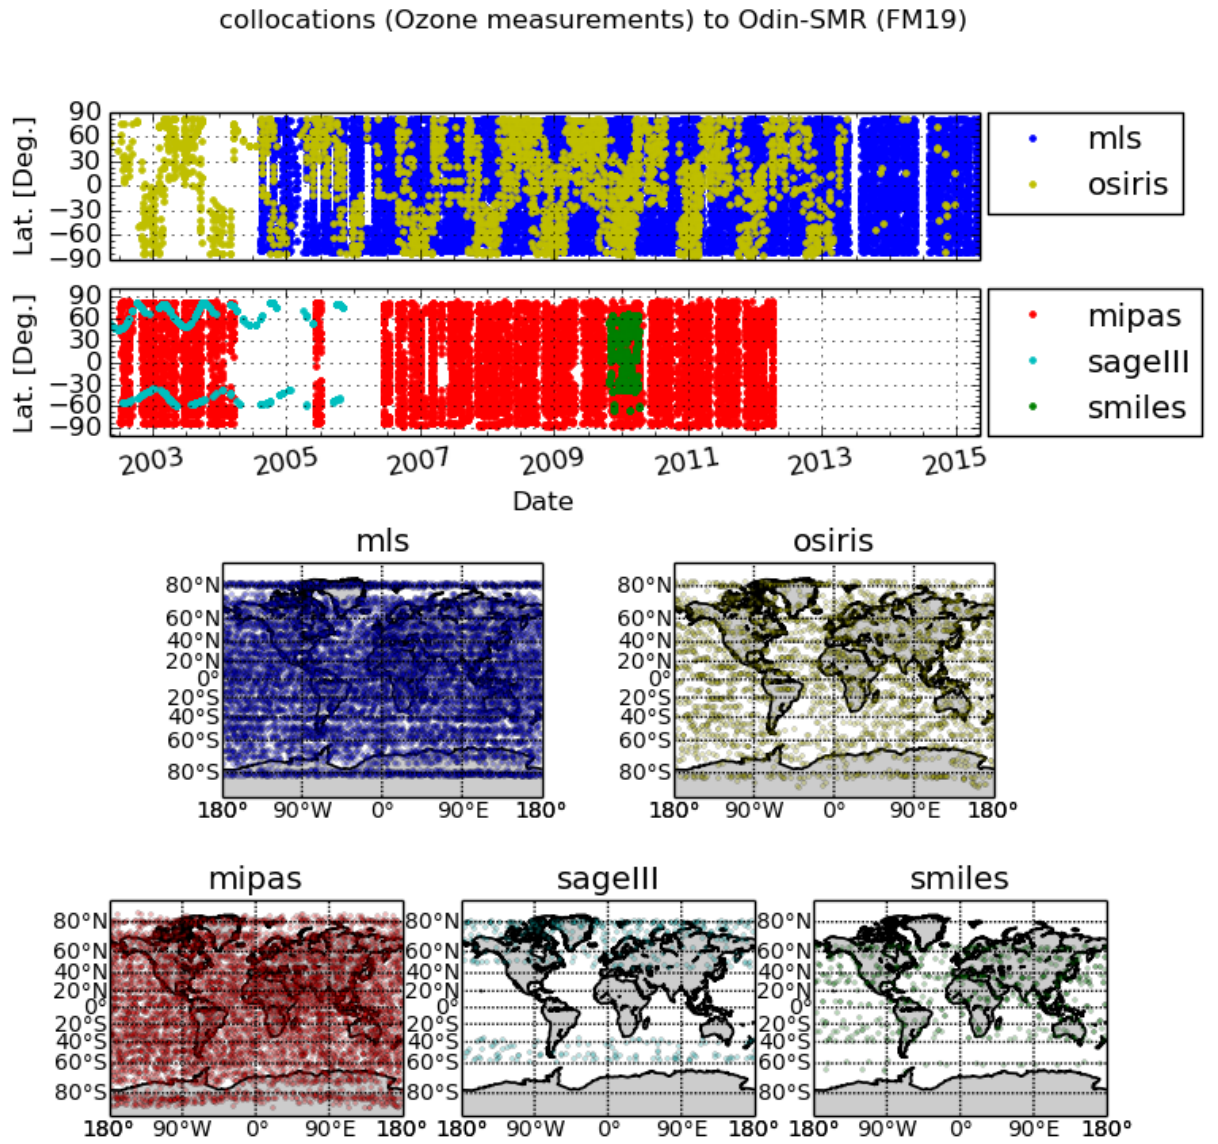 collocations (Ozone measurements) to Odin-SMR (FM19)
Lat. [Deg.]
90
60
30
0
−30
−60
−90
mls
osiris
Lat. [Deg.]
90
60
30
0
−30
−60
−90
mipas
sageIII
smiles
2003 2005 2007 2009 2011 2013 2015
Date
mls osiris
80°N 80°N
60°N 60°N
40°N 40°N
20°N 20°N
0° 0°
20°S 20°S
40°S 40°S
60°S 60°S
80°S 80°S
180° 90°W 0° 90°E 180° 180° 90°W 0° 90°E 180°
mipas sageIII smiles
80°N 80°N 80°N
60°N 60°N 60°N
40°N 40°N 40°N
20°N 20°N 20°N
0° 0° 0°
20°S 20°S 20°S
40°S 40°S 40°S
60°S 60°S 60°S
80°S 80°S 80°S
180° 90°W 0° 90°E 180° 180° 90°W 0° 90°E 180° 180° 90°W 0° 90°E 180°